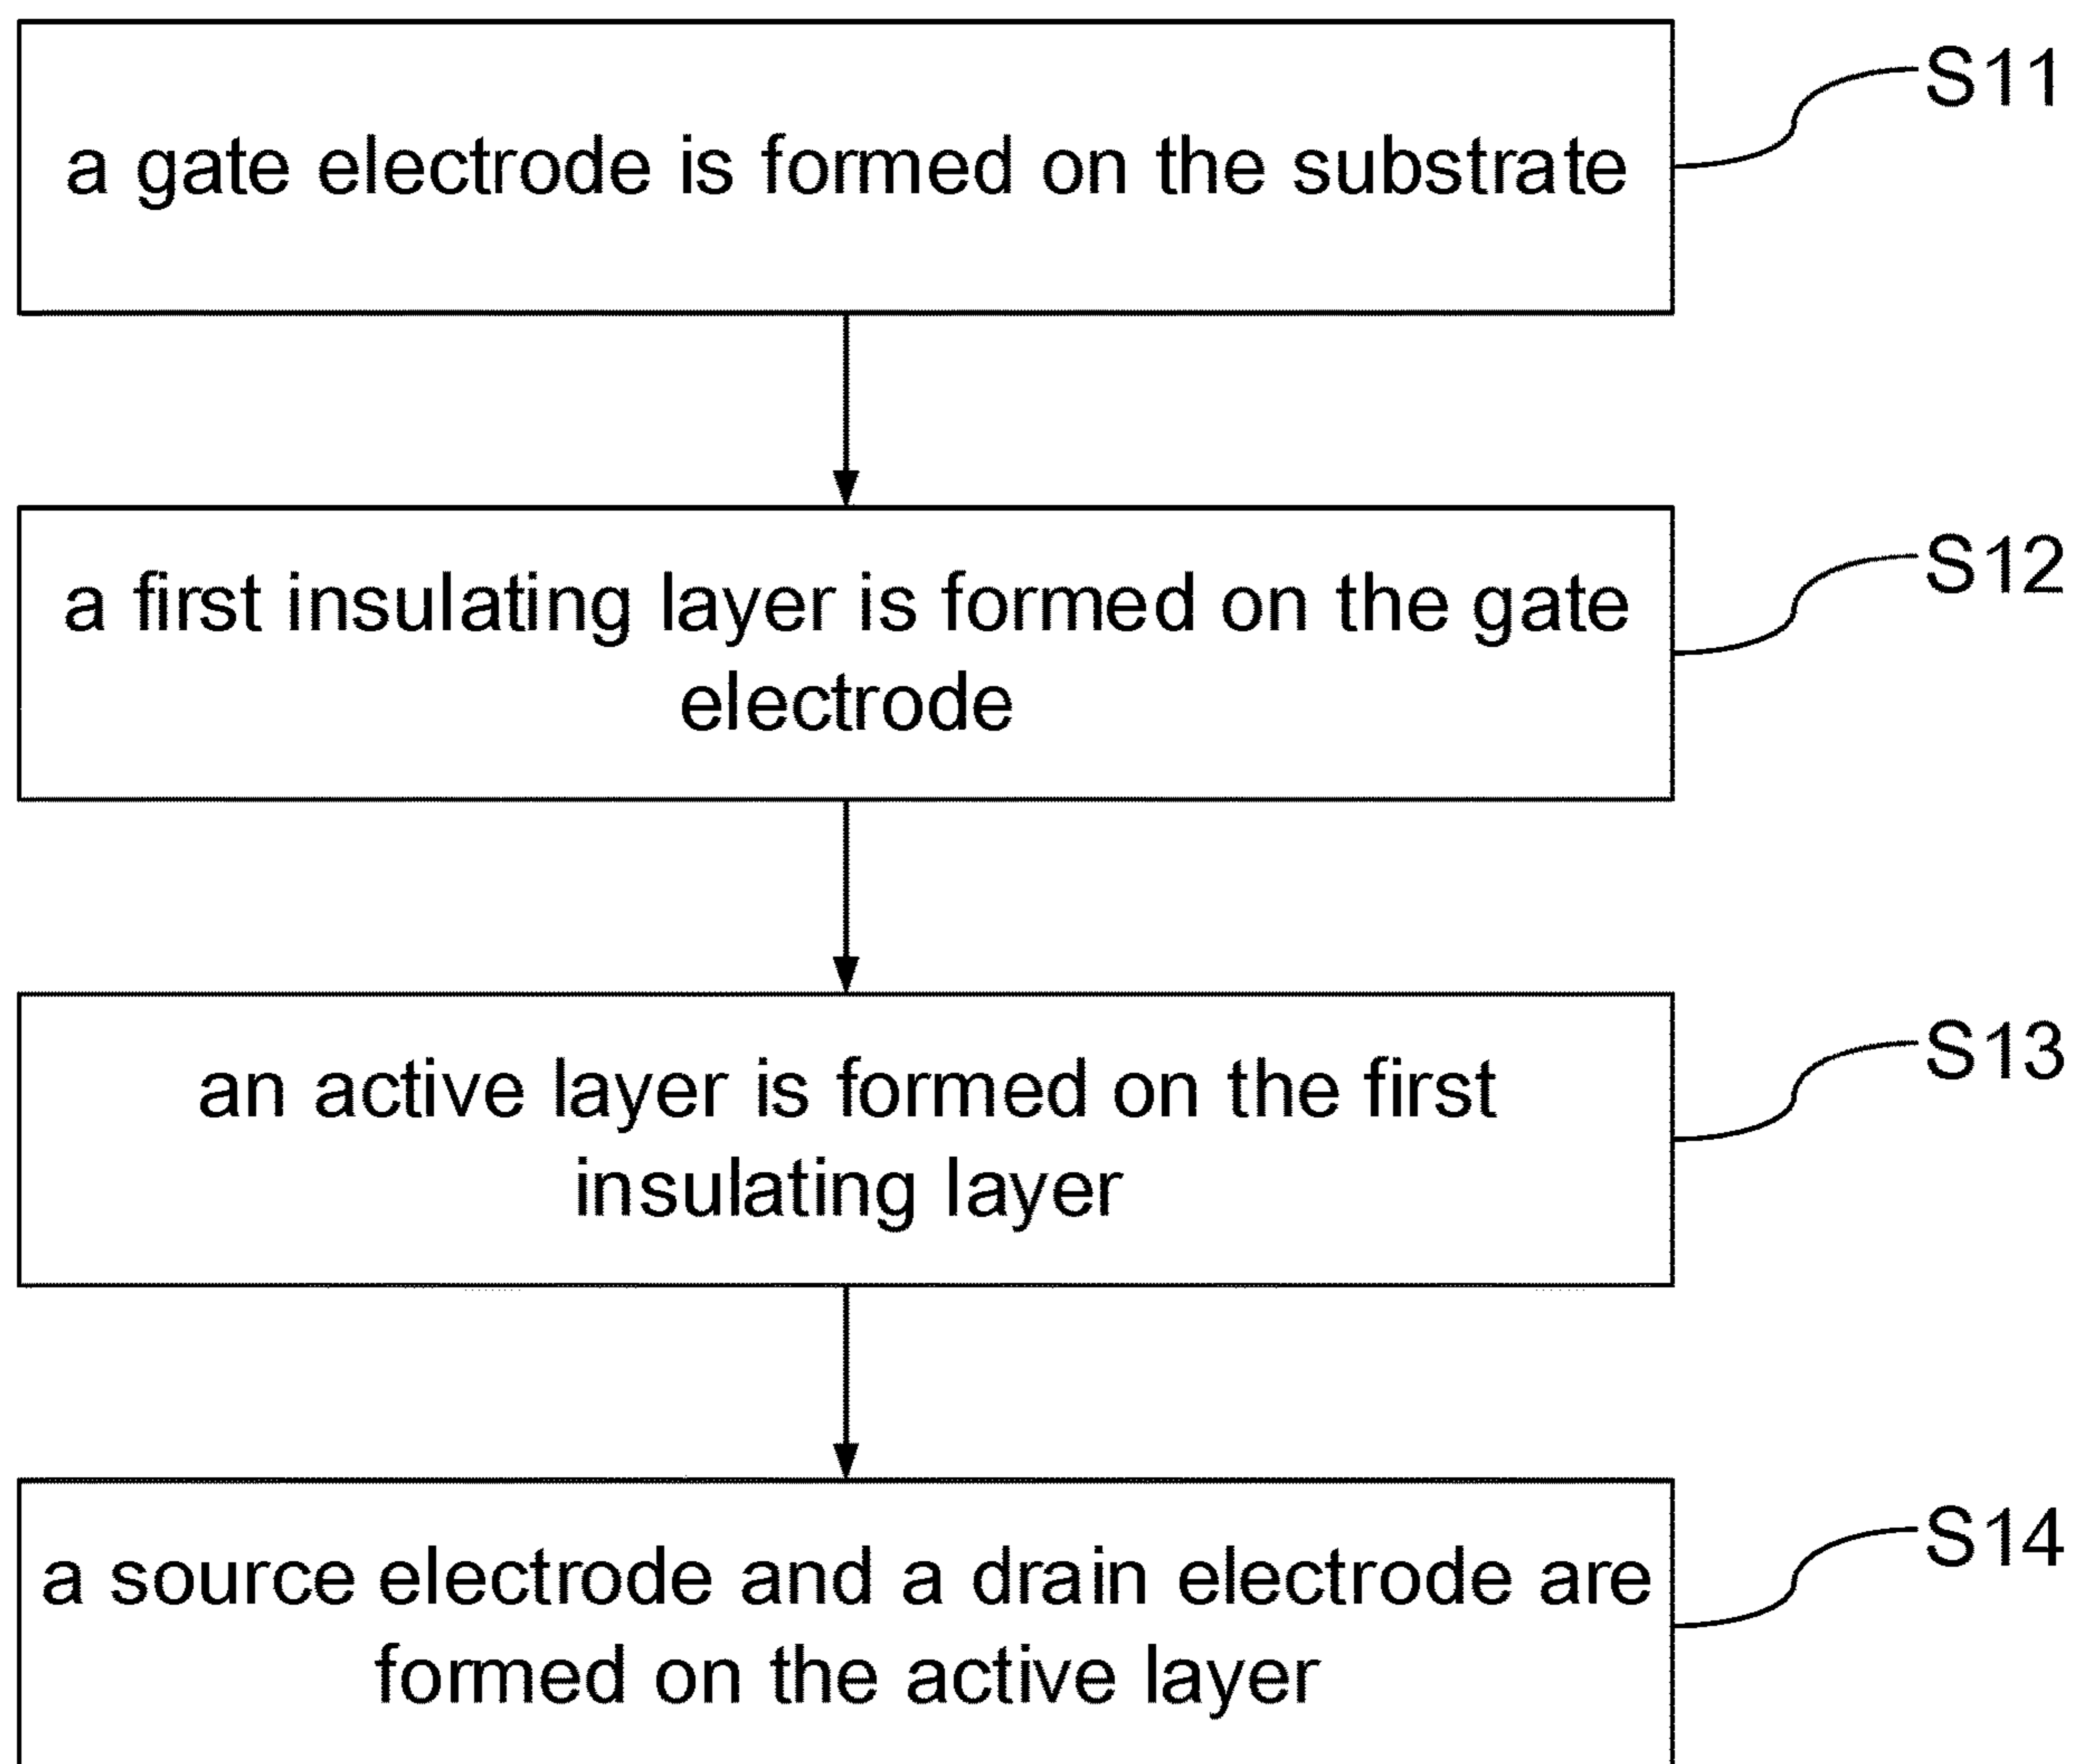 a gate electrode is formed on the substrate
S11
a first insulating layer is formed on the gate
electrode
S12
an active layer is formed on the first
insulating layer
S13
a source electrode and a drain electrode are
formed on the active layer
S14